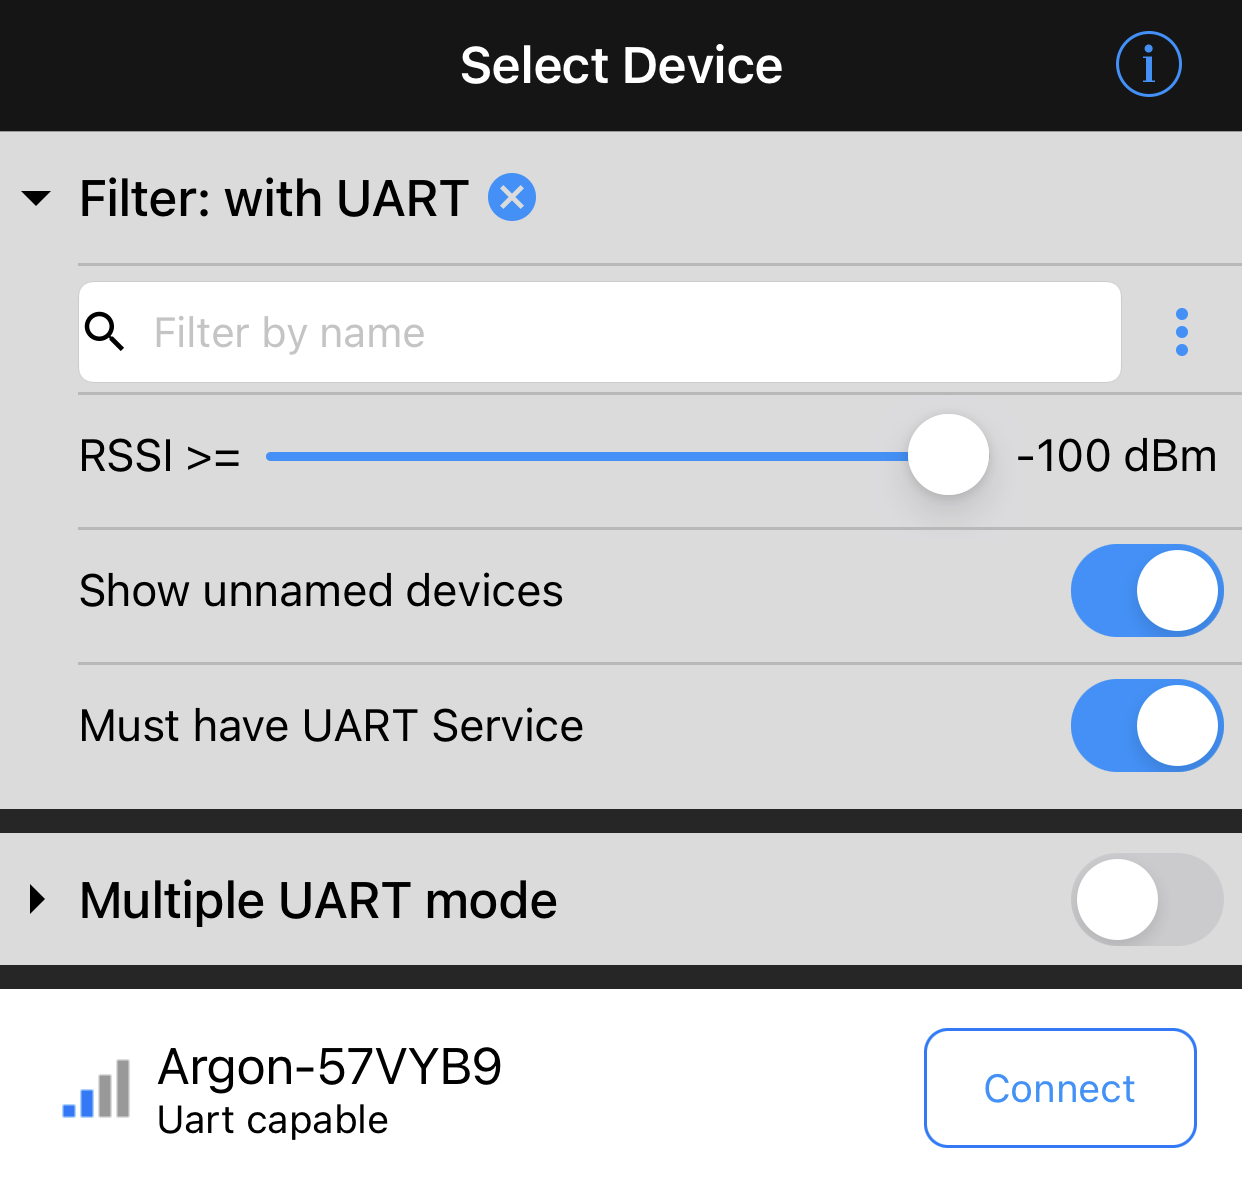 Select Device
i
Filter: with UART
Filter by name
RSSI >= -100 dBm
Show unnamed devices
Must have UART Service
Multiple UART mode
Argon-57VYB9
Uart capable
Connect